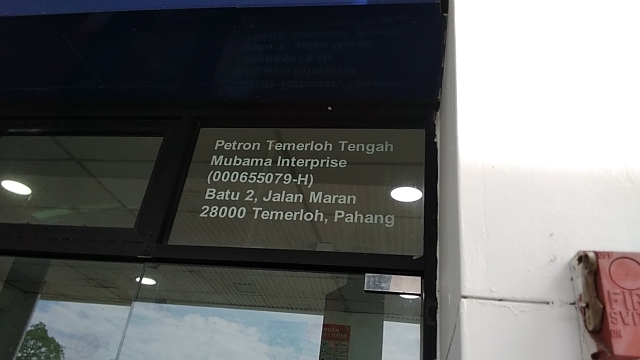 Petron Temerloh Tengah
Mubama Interprise
(000655079-H)
Batu 2, Jalan Maran
28000 Temerloh, Pahang